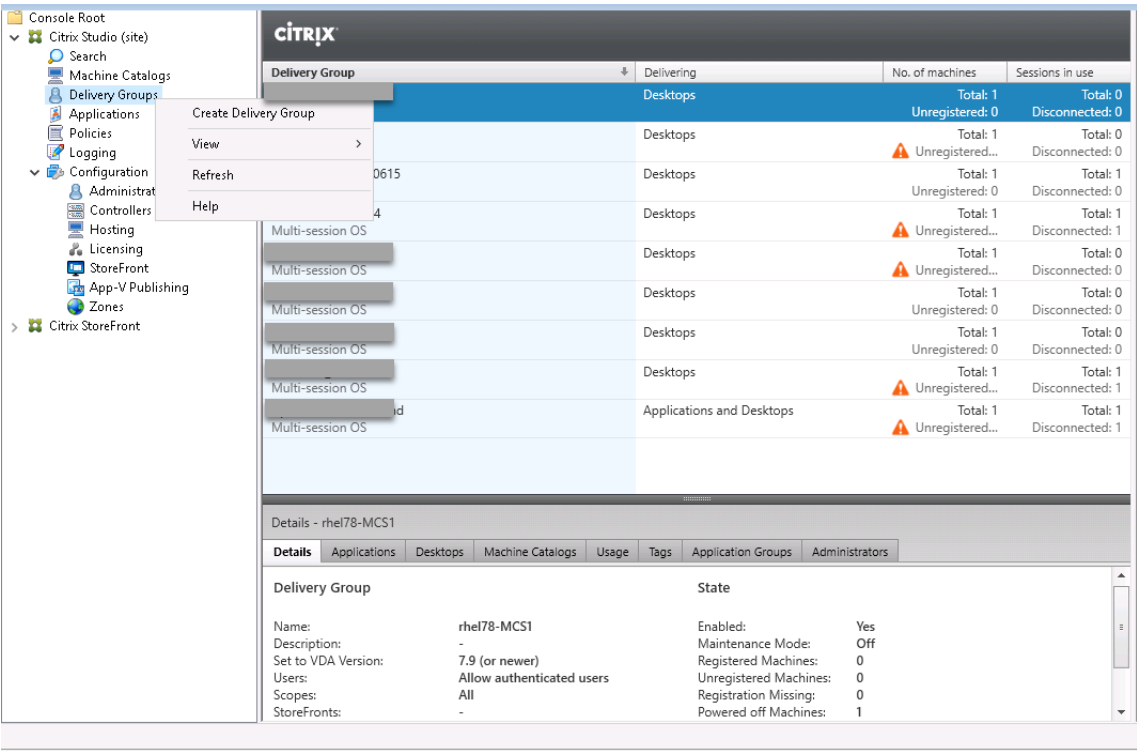 Console Root
Citrix Studio (site)
Search
Machine Catalogs
Delivery Groups
Applications
Policies
Logging
Configuration
Administrat
Controllers
Hosting
Licensing
StoreFront
App-V Publishing
Zones
Citrix StoreFront
Create Delivery Group
View
Refresh
Help
CITRIX
Delivery Group Delivering No. of machines Sessions in use
Desktops Total: 1 Total: 0
Unregistered: 0 Disconnected: 0
Desktops Total: 1 Total: 0
Unregistered... Disconnected: 0
0615 Desktops Total: 1 Total: 1
Unregistered: 0 Disconnected: 0
4 Desktops Total: 1 Total: 1
Multi-session OS Unregistered... Disconnected: 1
Desktops Total: 1 Total: 0
Multi-session OS Unregistered... Disconnected: 0
Desktops Total: 1 Total: 0
Multi-session OS Unregistered: 0 Disconnected: 0
Desktops Total: 1 Total: 0
Multi-session OS Unregistered: 0 Disconnected: 0
Desktops Total: 1 Total: 1
Multi-session OS Unregistered... Disconnected: 1
nd Applications and Desktops Total: 1 Total: 1
Multi-session OS Unregistered... Disconnected: 1
Details - rhel78-MCS1
Details Applications Desktops Machine Catalogs Usage Tags Application Groups Administrators
Delivery Group State
Name: rhel78-MCS1 Enabled: Yes
Description: - Maintenance Mode: Off
Set to VDA Version: 7.9 (or newer) Registered Machines: 0
Users: Allow authenticated users Unregistered Machines: 0
Scopes: All Registration Missing: 0
StoreFronts: - Powered off Machines: 1